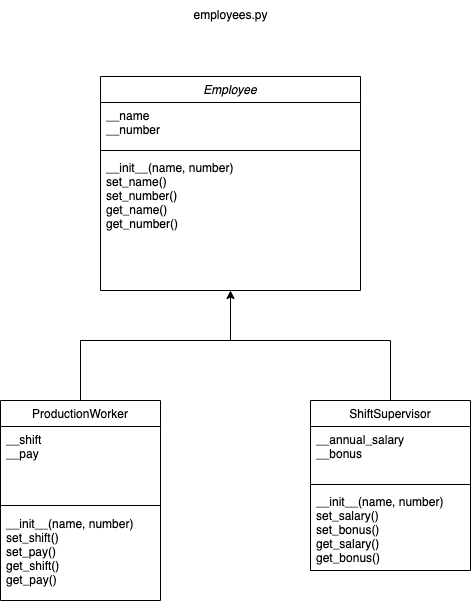 employees.py
Employee
__name
__number
__init__(name, number)
set_name()
set_number()
get_name()
get_number()
ProductionWorker
__shift
__pay
__init__(name, number)
set_shift()
set_pay()
get_shift()
get_pay()
ShiftSupervisor
__annual_salary
__bonus
__init__(name, number)
set_salary()
set_bonus()
get_salary()
get_bonus()